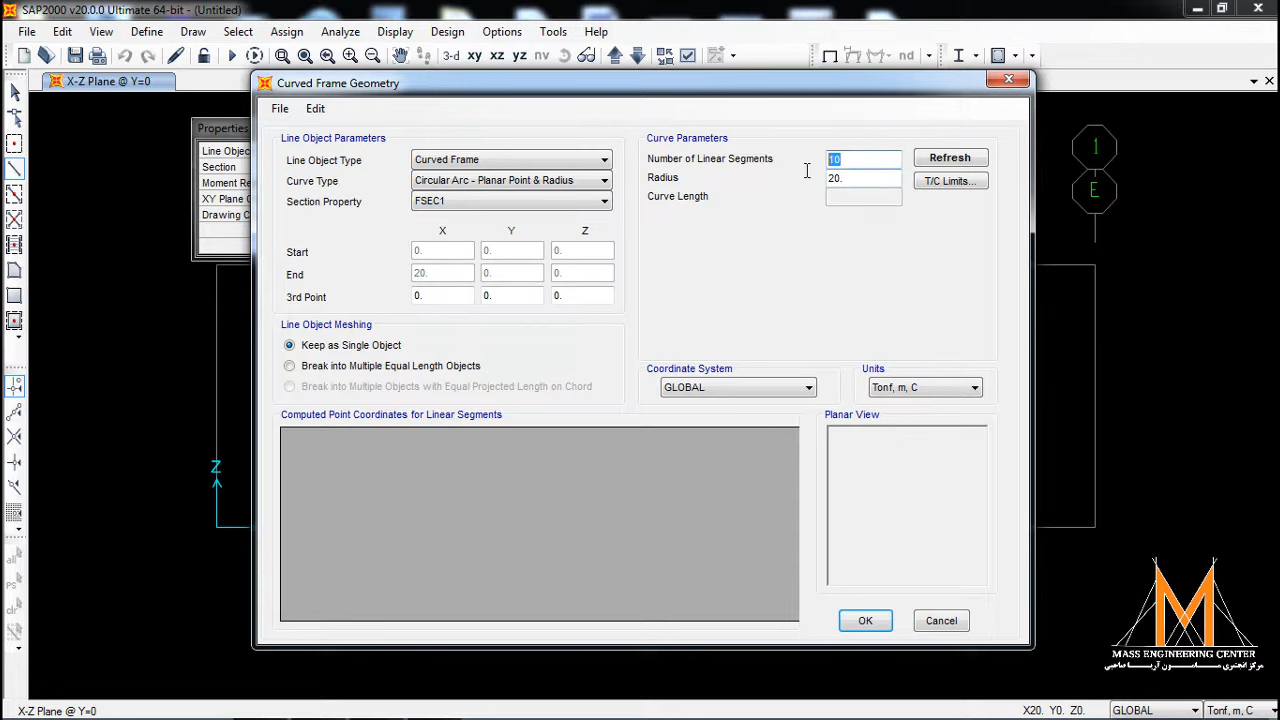 SAP2000 v20.0.0 Ultimate 64-bit - (Untitled)
File Edit View Define Draw Select Assign Analyze Display Design Options Tools Help
3-d xy xz yz nv
X-Z Plane @ Y=0
Properties
Line Objec
Section
Moment Re
XY Plane O
Drawing C
Curved Frame Geometry
File Edit
Line Object Parameters
Line Object Type Curved Frame
Curve Type Circular Arc - Planar Point & Radius
Section Property FSEC1
X Y Z
Start 0. 0. 0.
End 20. 0. 0.
3rd Point 0. 0. 0.
Line Object Meshing
Keep as Single Object
Break into Multiple Equal Length Objects
Break into Multiple Objects with Equal Projected Length on Chord
Curve Parameters
Number of Linear Segments 10 Refresh
Radius 20. T/C Limits...
Curve Length
Coordinate System
GLOBAL
Units
Tonf, m, C
Computed Point Coordinates for Linear Segments
Planar View
OK Cancel
1
E
Z
all
PS
clr
MASS ENGINEERING CENTER
X-Z Plane @ Y=0
X20. Y0. Z0.
GLOBAL
Tonf, m, C